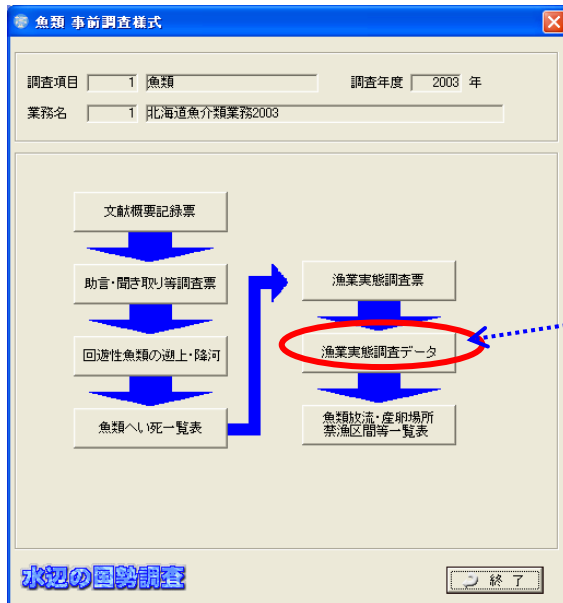 魚類 事前調査様式
調査項目 1 魚類 調査年度 2003 年
業務名 1 北海道魚介類業務2003
文献概要記録票
助言・聞き取り等調査票
回遊性魚類の遡上・降河
魚類へい死一覧表
漁業実態調査票
漁業実態調査データ
魚類放流・産卵場所
禁漁区間等一覧表
水辺の国勢調査
終了